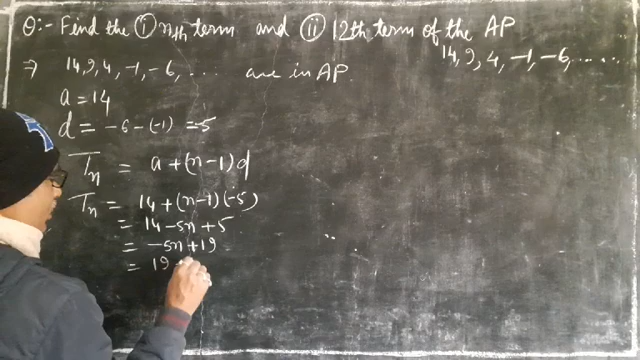 Q:- Find the (i) nth term and (ii) 12th term of the AP
14, 9, 4, -1, -6, ......
⇒ 14, 9, 4, -1, -6, .... are in AP.
a = 14
d = -6 - (-1) = -5
Tn = a + (n-1)d
Tn = 14 + (n-1)(-5)
= 14 - 5n + 5
= -5n + 19
= 19